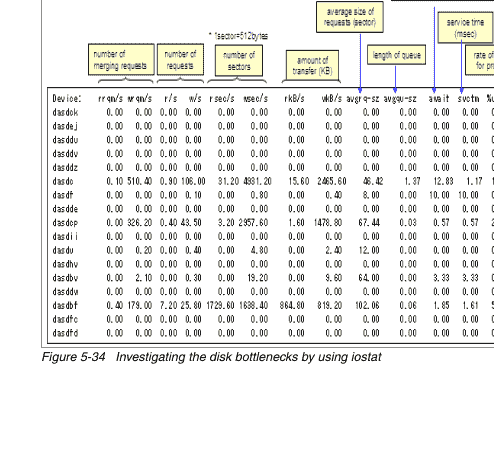 average size of
requests (sector)
service time
(msec)
* 1sector=512bytes
number of
merging requests
number of
requests
number of
sectors
amount of
transfer (KB)
length of queue
rate of
for pr
Device: rrqm/s wrqm/s r/s w/s rsec/s wsec/s rkB/s wkB/s avgrq-sz avgqu-sz await svctm
dasdok 0.00 0.00 0.00 0.00 0.00 0.00 0.00 0.00 0.00 0.00 0.00 0.00
dasdej 0.00 0.00 0.00 0.00 0.00 0.00 0.00 0.00 0.00 0.00 0.00 0.00
dasddu 0.00 0.00 0.00 0.00 0.00 0.00 0.00 0.00 0.00 0.00 0.00 0.00
dasddv 0.00 0.00 0.00 0.00 0.00 0.00 0.00 0.00 0.00 0.00 0.00 0.00
dasddz 0.00 0.00 0.00 0.00 0.00 0.00 0.00 0.00 0.00 0.00 0.00 0.00
0.10 510.40 0.90 106.00 31.20 4931.20 15.60 2465.60 46.42 1.37 12.83 1.17
0.00 0.00 0.00 0.10 0.00 0.80 0.00 0.40 8.00 0.00 10.00 10.00
dasdde 0.00 0.00 0.00 0.00 0.00 0.00 0.00 0.00 0.00 0.00 0.00 0.00
0.00 326.20 0.40 43.50 3.20 2957.60 1.60 1478.80 67.44 0.03 0.57 0.57
dasdii 0.00 0.00 0.00 0.00 0.00 0.00 0.00 0.00 0.00 0.00 0.00 0.00
0.00 0.20 0.00 0.40 0.00 4.80 0.00 2.40 12.00 0.00 0.00 0.00
dasdhv 0.00 0.00 0.00 0.00 0.00 0.00 0.00 0.00 0.00 0.00 0.00 0.00
dasdbv 0.00 2.10 0.00 0.30 0.00 19.20 0.00 9.60 64.00 0.00 3.33 3.33
0.00 0.00 0.00 0.00 0.00 0.00 0.00 0.00 0.00 0.00 0.00 0.00
dasdbf 0.40 179.00 7.20 25.80 1729.60 1638.40 864.80 819.20 102.06 0.06 1.85 1.61
dasdfc 0.00 0.00 0.00 0.00 0.00 0.00 0.00 0.00 0.00 0.00 0.00 0.00
dasdfd 0.00 0.00 0.00 0.00 0.00 0.00 0.00 0.00 0.00 0.00 0.00 0.00
Figure 5-34 Investigating the disk bottlenecks by using iostat